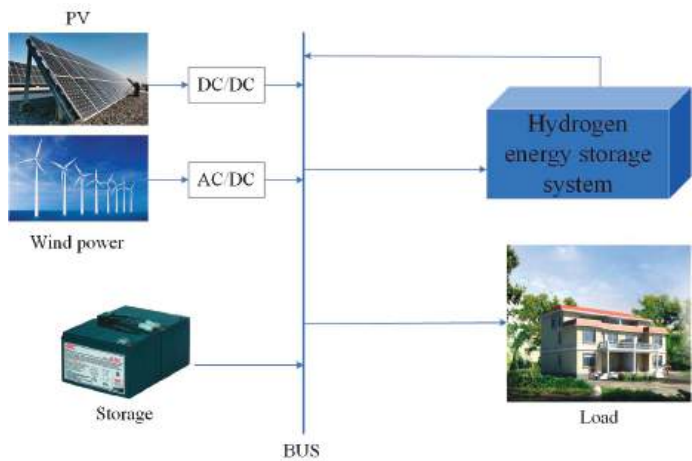 PV
DC/DC
Hydrogen
energy storage
system
AC/DC
Wind power
Storage
Load
BUS